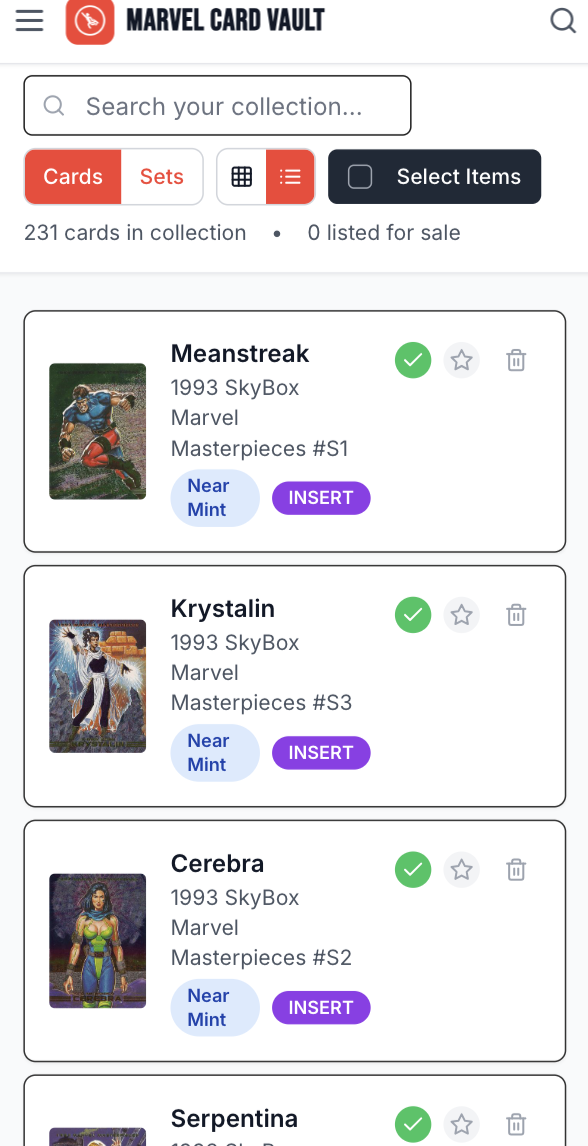 MARVEL CARD VAULT
Search your collection...
Cards Sets Select Items
231 cards in collection • 0 listed for sale
Meanstreak
1993 SkyBox
Marvel
Masterpieces #S1
Near
Mint
INSERT
Krystalin
1993 SkyBox
Marvel
Masterpieces #S3
Near
Mint
INSERT
KRYSTALIN
Cerebra
1993 SkyBox
Marvel
Masterpieces #S2
Near
Mint
INSERT
CEREBRA
Serpentina